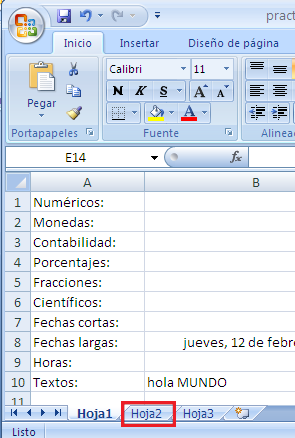 pract
Inicio Insertar Diseño de página
Pegar
Calibri 11
N K S A A
A
Portapapeles Fuente Alinea
E14 fx
A B
1 Numéricos:
2 Monedas:
3 Contabilidad:
4 Porcentajes:
5 Fracciones:
6 Científicos:
7 Fechas cortas:
8 Fechas largas: jueves, 12 de febre
9 Horas:
10 Textos: hola MUNDO
11
Hoja1 Hoja2 Hoja3
Listo